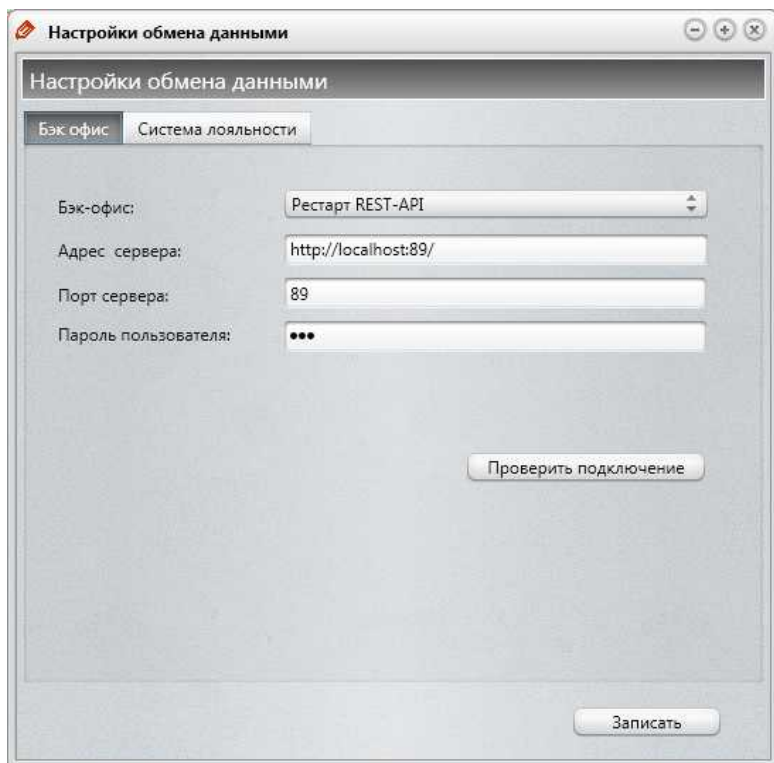 Настройки обмена данными
Настройки обмена данными
Бэк офис Система лояльности
Бэк-офис: Рестарт REST-API
Адрес сервера: http://localhost:89/
Порт сервера: 89
Пароль пользователя: •••
Проверить подключение
Записать